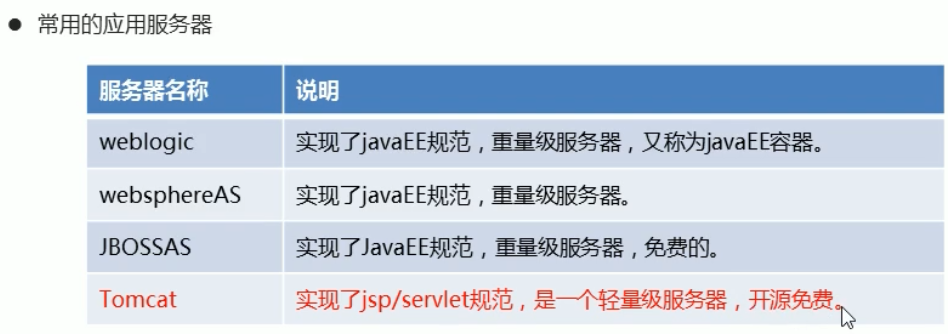 ● 常用的应用服务器
服务器名称 说明
weblogic 实现了javaEE规范，重量级服务器，又称为javaEE容器。
websphereAS 实现了javaEE规范，重量级服务器。
JBOSSAS 实现了JavaEE规范，重量级服务器，免费的。
Tomcat 实现了jsp/servlet规范，是一个轻量级服务器，开源免费。